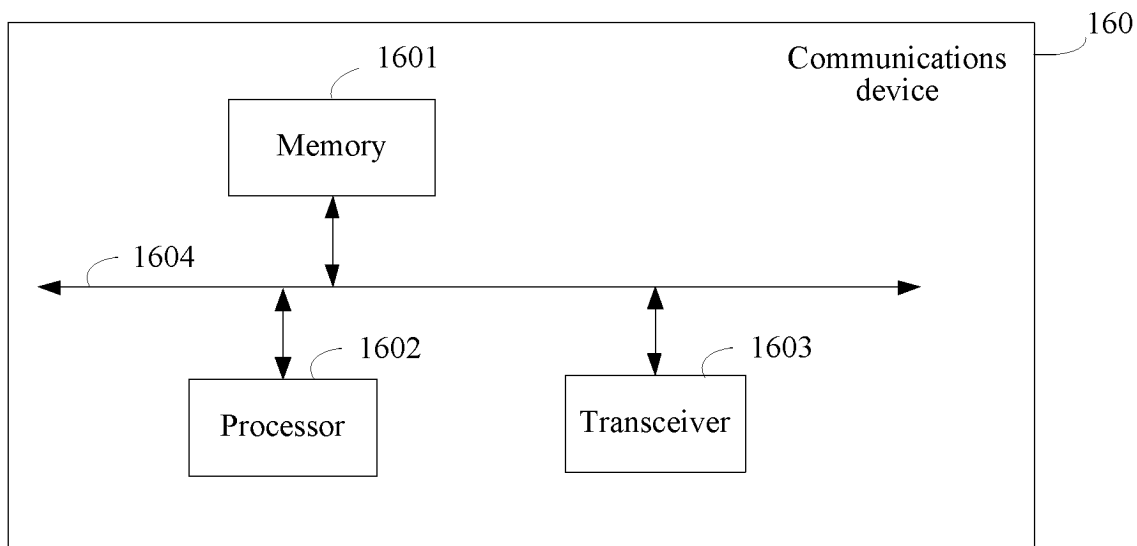 160
Communications
device
1601
Memory
1604
1602
1603
Processor
Transceiver